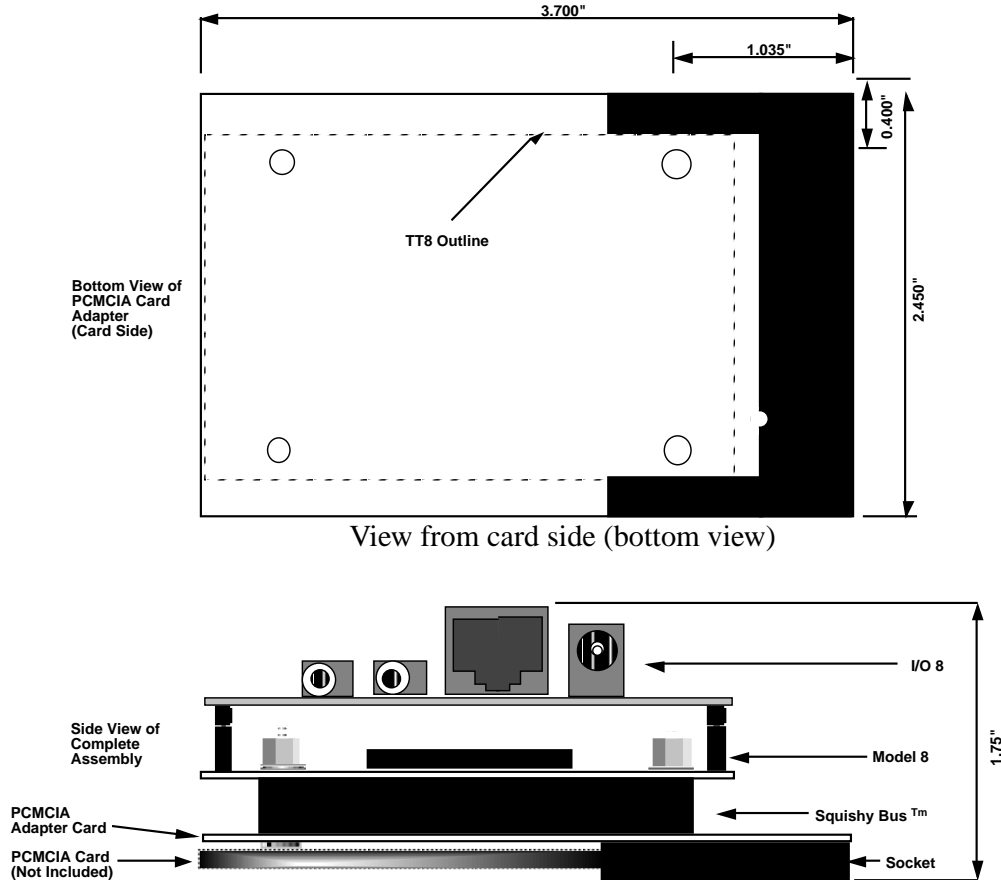 3.700"
1.035"
0.400"
TT8 Outline
Bottom View of
PCMCIA Card
Adapter
(Card Side)
2.450"
View from card side (bottom view)
I/O 8
Side View of
Complete
Assembly
Model 8
1.75"
PCMCIA
Adapter Card
Squishy Bus Tm
PCMCIA Card
(Not Included)
Socket